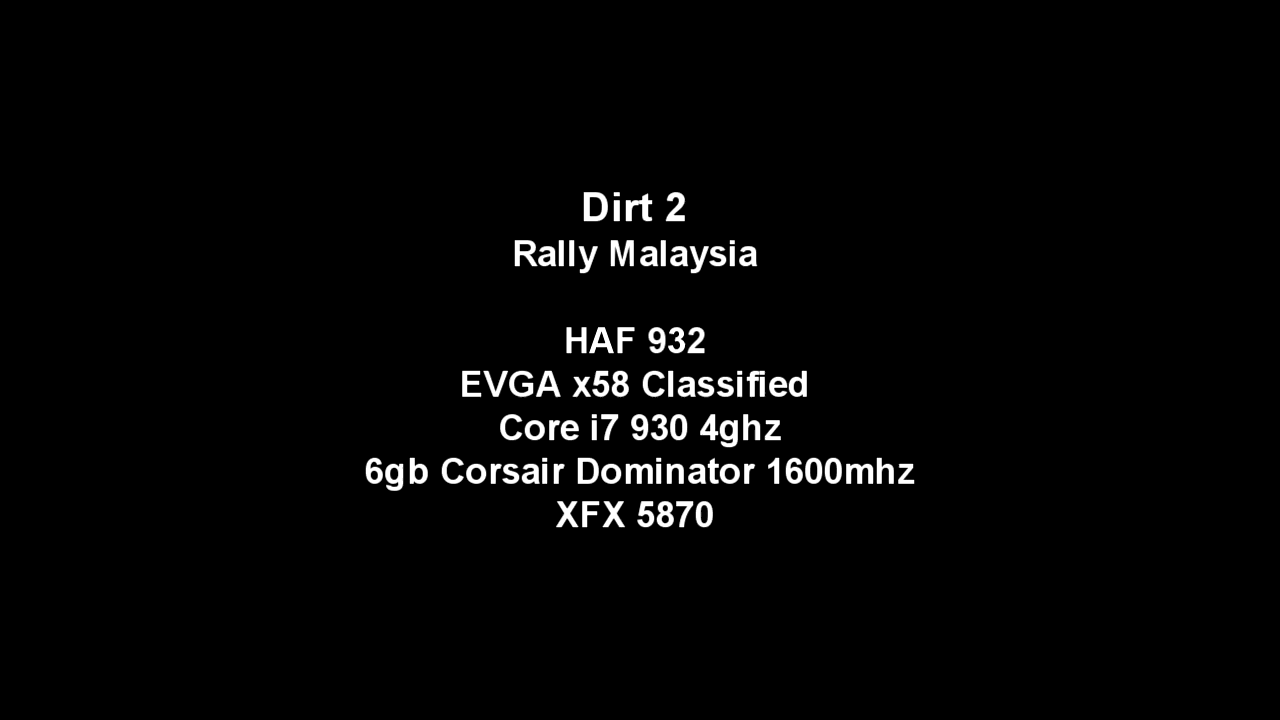 Dirt 2
Rally Malaysia
HAF 932
EVGA x58 Classified
Core i7 930 4ghz
6gb Corsair Dominator 1600mhz
XFX 5870